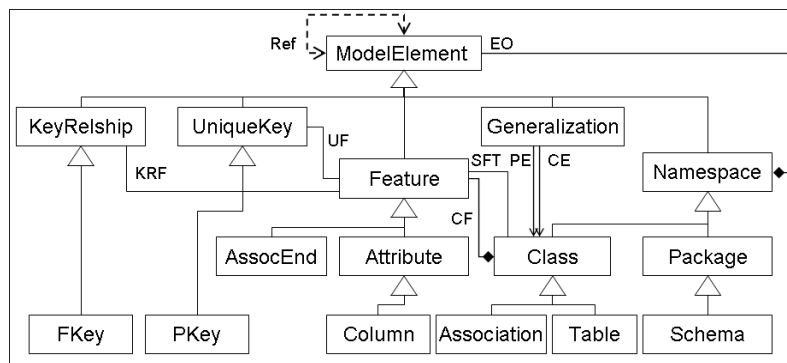 Ref
ModelElement
EO
KeyRelship
UniqueKey
Generalization
UF
KRF
Feature
SFT
PE
CE
Namespace
CF
AssocEnd
Attribute
Class
Package
FKey
PKey
Column
Association
Table
Schema